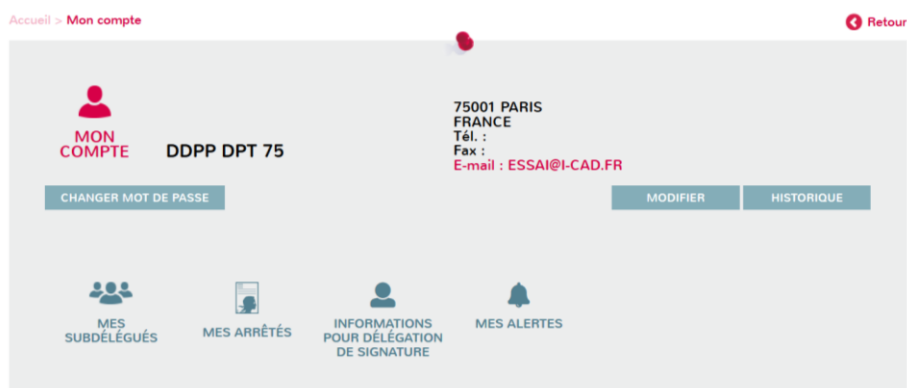 Accueil > Mon compte
Retour
MON
COMPTE
DDPP DPT 75
75001 PARIS
FRANCE
Tél. :
Fax :
E-mail : ESSAI@I-CAD.FR
CHANGER MOT DE PASSE
MODIFIER
HISTORIQUE
MES
SUBDÉLÉGUÉS
MES ARRÊTÉS
INFORMATIONS
POUR DÉLÉGATION
DE SIGNATURE
MES ALERTES